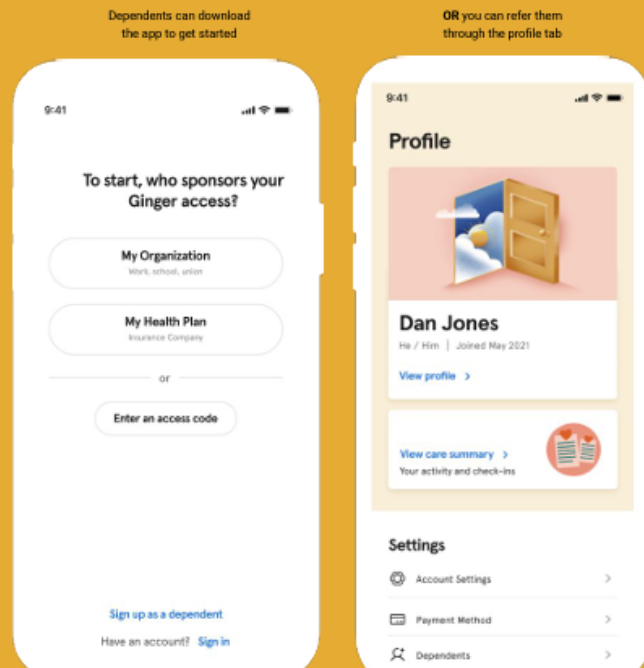 Dependents can download
the app to get started
9:41
To start, who sponsors your
Ginger access?
My Organization
Work, school, union
My Health Plan
Insurance Company
or
Enter an access code
Sign up as a dependent
Have an account? Sign in
OR you can refer them
through the profile tab
9:41
Profile
Dan Jones
He / Him | Joined May 2021
View profile >
View care summary >
Your activity and check-ins
Settings
Account Settings >
Payment Method >
Dependents >